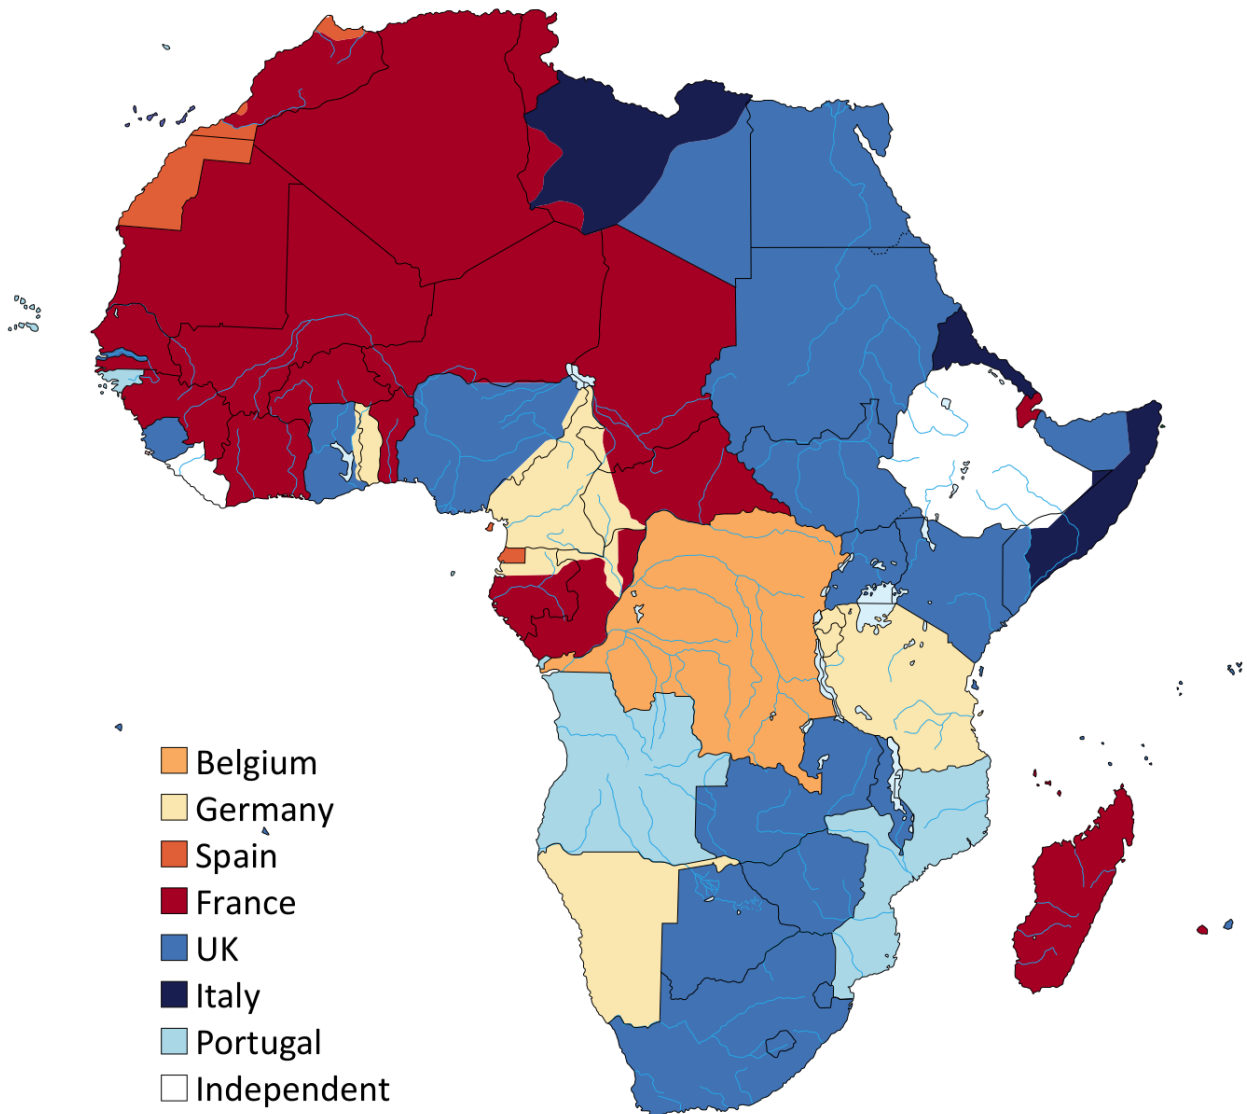 Belgium
Germany
Spain
France
UK
Italy
Portugal
Independent